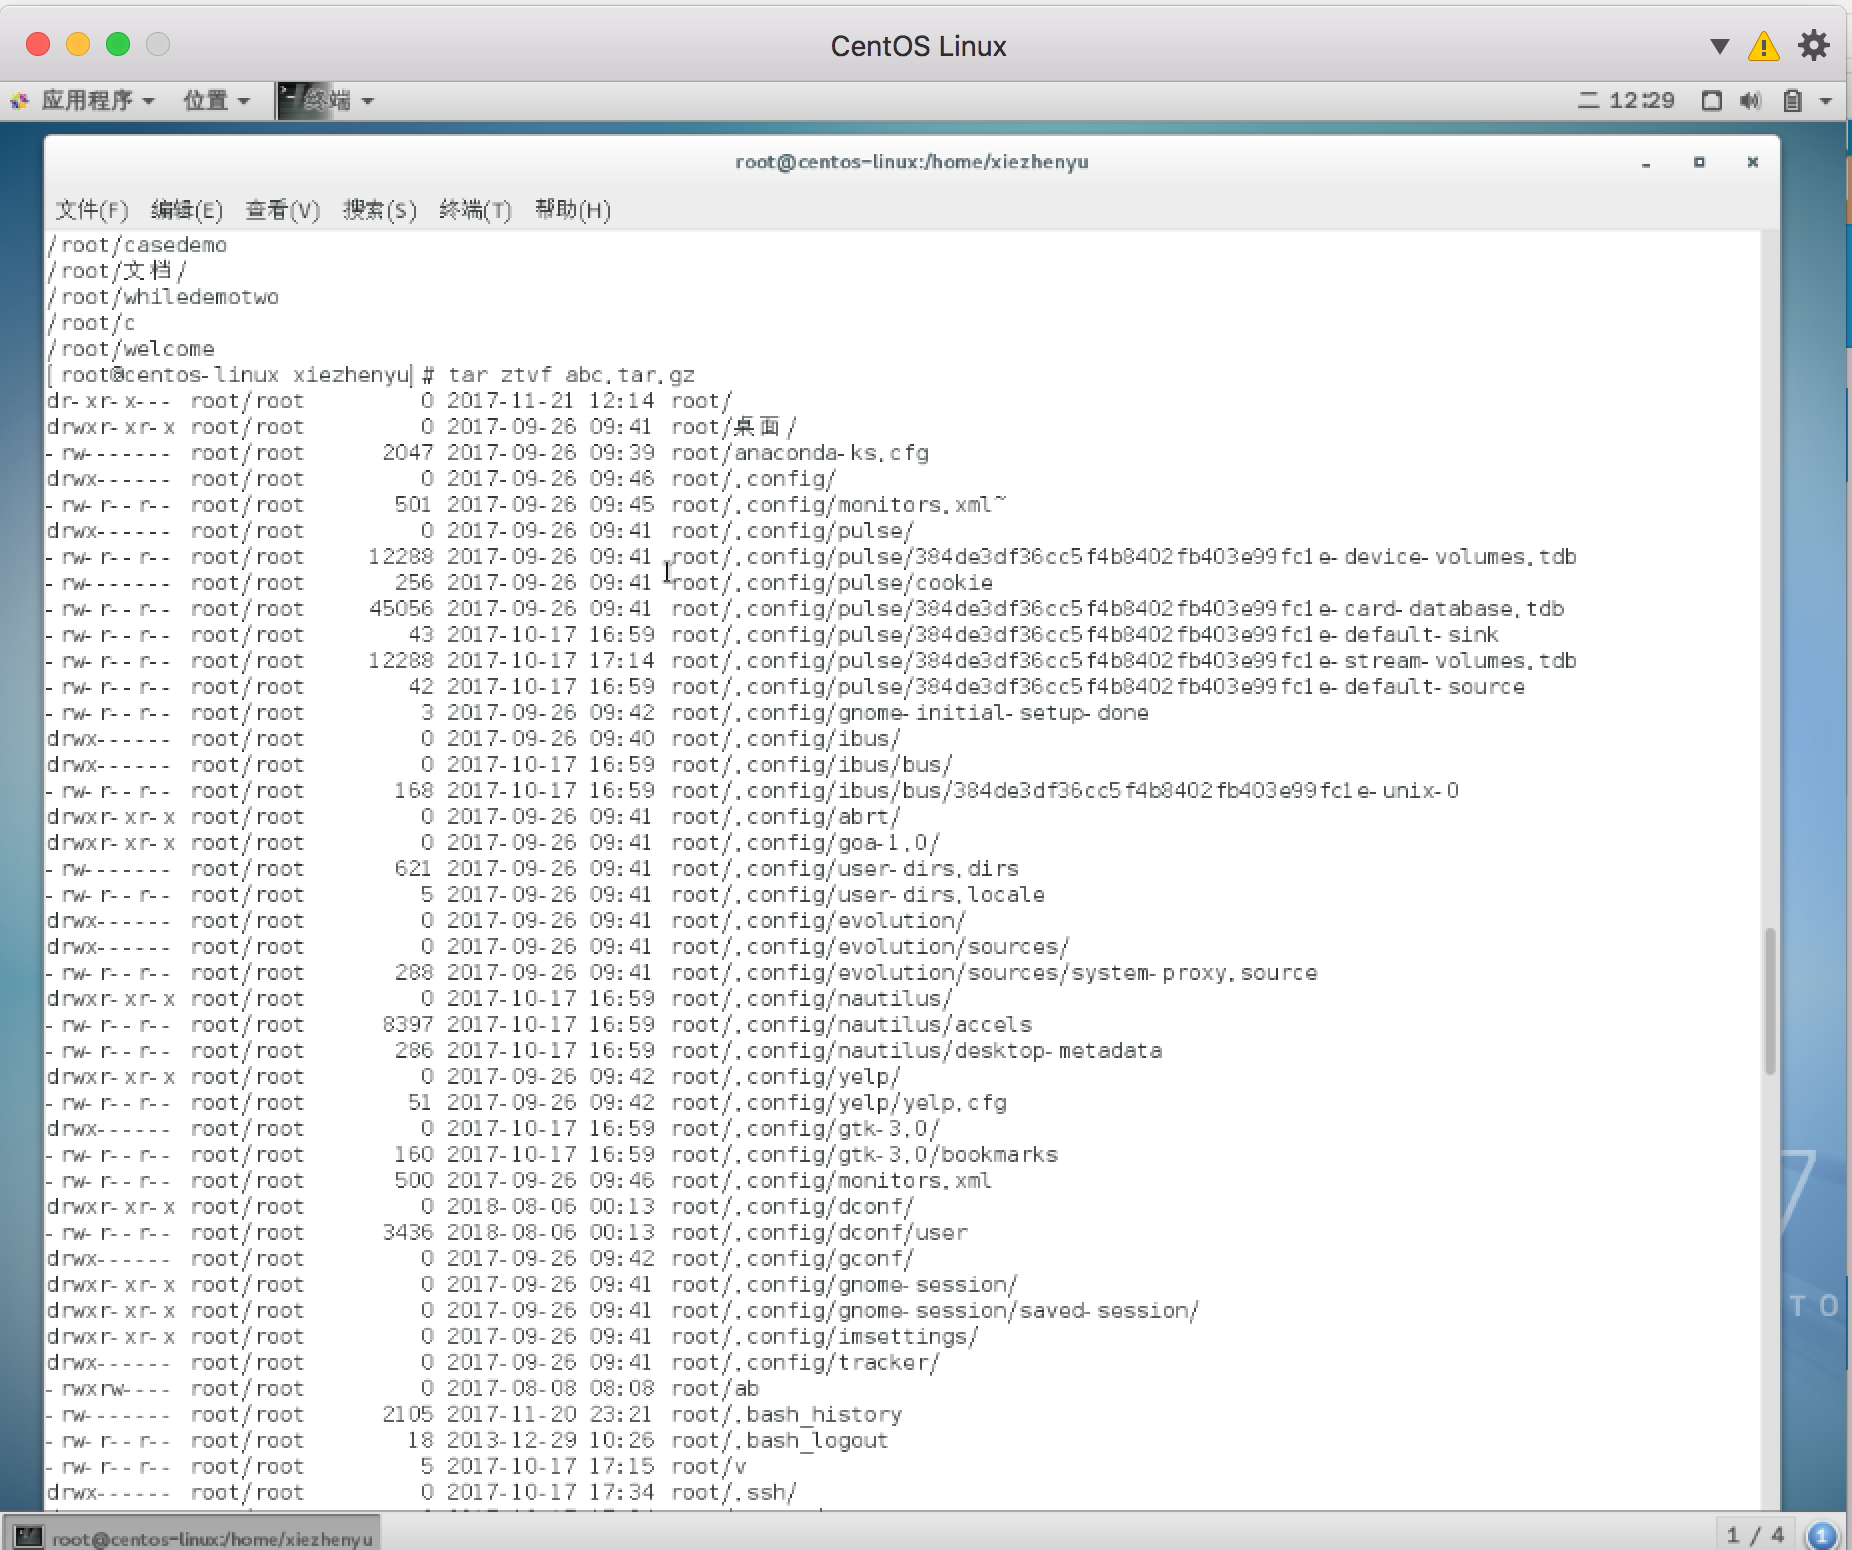 CentOS Linux
应用程序 位置 终端 二 12:29
root@centos-linux:/home/xiezhenyu
文件(F) 编辑(E) 查看(V) 搜索(S) 终端(T) 帮助(H)
/root/casedemo
/root/文档/
/root/whiledemotwo
/root/c
/root/welcome
[root@centos-linux xiezhenyu]# tar ztvf abc.tar.gz
dr-xr-x--- root/root 0 2017-11-21 12:14 root/
drwxr-xr-x root/root 0 2017-09-26 09:41 root/桌面/
-rw------- root/root 2047 2017-09-26 09:39 root/anaconda-ks.cfg
drwx------ root/root 0 2017-09-26 09:46 root/.config/
-rw-r--r-- root/root 501 2017-09-26 09:45 root/.config/monitors.xml~
drwx------ root/root 0 2017-09-26 09:41 root/.config/pulse/
-rw-r--r-- root/root 12288 2017-09-26 09:41 root/.config/pulse/384de3df36cc5f4b8402fb403e99fc1e-device-volumes.tdb
-rw------- root/root 256 2017-09-26 09:41 root/.config/pulse/cookie
-rw-r--r-- root/root 45056 2017-09-26 09:41 root/.config/pulse/384de3df36cc5f4b8402fb403e99fc1e-card-database.tdb
-rw-r--r-- root/root 43 2017-10-17 16:59 root/.config/pulse/384de3df36cc5f4b8402fb403e99fc1e-default-sink
-rw-r--r-- root/root 12288 2017-10-17 17:14 root/.config/pulse/384de3df36cc5f4b8402fb403e99fc1e-stream-volumes.tdb
-rw-r--r-- root/root 42 2017-10-17 16:59 root/.config/pulse/384de3df36cc5f4b8402fb403e99fc1e-default-source
-rw-r--r-- root/root 3 2017-09-26 09:42 root/.config/gnome-initial-setup-done
drwx------ root/root 0 2017-09-26 09:40 root/.config/ibus/
drwx------ root/root 0 2017-10-17 16:59 root/.config/ibus/bus/
-rw-r--r-- root/root 168 2017-10-17 16:59 root/.config/ibus/bus/384de3df36cc5f4b8402fb403e99fc1e-unix-0
drwxr-xr-x root/root 0 2017-09-26 09:41 root/.config/abrt/
drwxr-xr-x root/root 0 2017-09-26 09:41 root/.config/goa-1.0/
-rw------- root/root 621 2017-09-26 09:41 root/.config/user-dirs.dirs
-rw-r--r-- root/root 5 2017-09-26 09:41 root/.config/user-dirs.locale
drwx------ root/root 0 2017-09-26 09:41 root/.config/evolution/
drwx------ root/root 0 2017-09-26 09:41 root/.config/evolution/sources/
-rw-r--r-- root/root 288 2017-09-26 09:41 root/.config/evolution/sources/system-proxy.source
drwxr-xr-x root/root 0 2017-10-17 16:59 root/.config/nautilus/
-rw-r--r-- root/root 8397 2017-10-17 16:59 root/.config/nautilus/accels
-rw-r--r-- root/root 286 2017-10-17 16:59 root/.config/nautilus/desktop-metadata
drwxr-xr-x root/root 0 2017-09-26 09:42 root/.config/yelp/
-rw-r--r-- root/root 51 2017-09-26 09:42 root/.config/yelp/yelp.cfg
drwx------ root/root 0 2017-10-17 16:59 root/.config/gtk-3.0/
-rw-r--r-- root/root 160 2017-10-17 16:59 root/.config/gtk-3.0/bookmarks
-rw-r--r-- root/root 500 2017-09-26 09:46 root/.config/monitors.xml
drwxr-xr-x root/root 0 2018-08-06 00:13 root/.config/dconf/
-rw-r--r-- root/root 3436 2018-08-06 00:13 root/.config/dconf/user
drwx------ root/root 0 2017-09-26 09:42 root/.config/gconf/
drwxr-xr-x root/root 0 2017-09-26 09:41 root/.config/gnome-session/
drwxr-xr-x root/root 0 2017-09-26 09:41 root/.config/gnome-session/saved-session/
drwxr-xr-x root/root 0 2017-09-26 09:41 root/.config/imsettings/
drwx------ root/root 0 2017-09-26 09:41 root/.config/tracker/
-rwxrw---- root/root 0 2017-08-08 08:08 root/ab
-rw------- root/root 2105 2017-11-20 23:21 root/.bash_history
-rw-r--r-- root/root 18 2013-12-29 10:26 root/.bash_logout
-rw-r--r-- root/root 5 2017-10-17 17:15 root/v
drwx------ root/root 0 2017-10-17 17:34 root/.ssh/
7
T O
root@centos-linux:/home/xiezhenyu 1 / 4 1